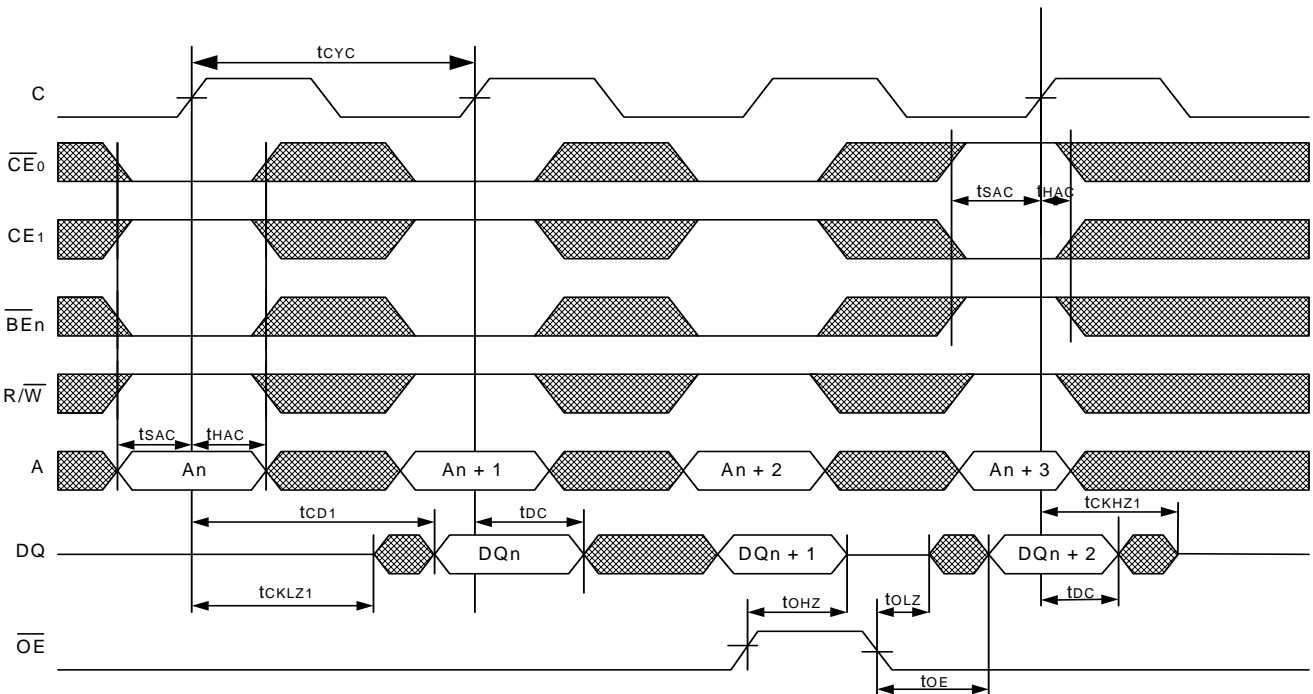 tCYC
C
CE0
tSAC tHAC
CE1
BEn
R/W
tSAC tHAC
A An An + 1 An + 2 An + 3
tCD1 tDC tCKHZ1
DQ DQn DQn + 1 DQn + 2
tCKLZ1 tOHZ tOLZ tDC
OE
tOE